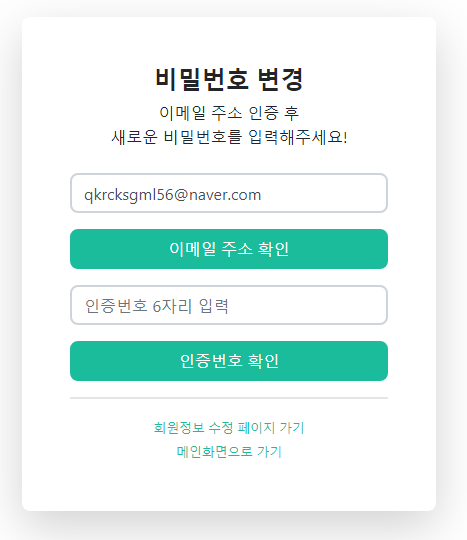 비밀번호 변경
이메일 주소 인증 후
새로운 비밀번호를 입력해주세요!
qkrcksgml56@naver.com
이메일 주소 확인
인증번호 6자리 입력
인증번호 확인
회원정보 수정 페이지 가기
메인화면으로 가기